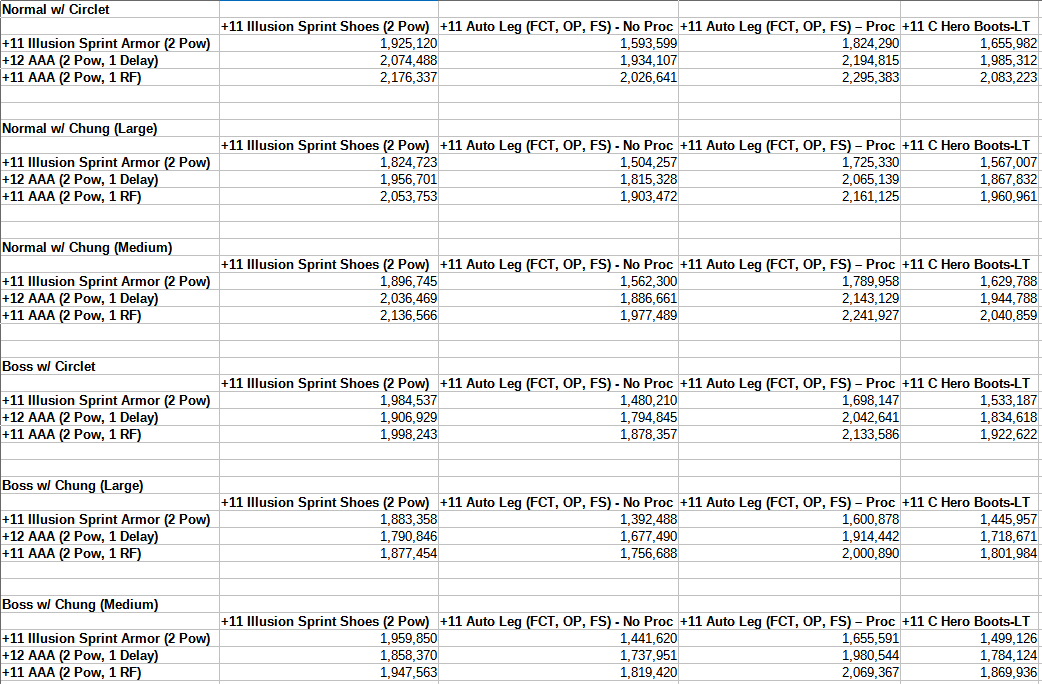 Normal w/ Circlet
+11 Illusion Sprint Shoes (2 Pow) +11 Auto Leg (FCT, OP, FS) - No Proc +11 Auto Leg (FCT, OP, FS) – Proc +11 C Hero Boots-LT
+11 Illusion Sprint Armor (2 Pow) 1,925,120 1,593,599 1,824,290 1,655,982
+12 AAA (2 Pow, 1 Delay) 2,074,488 1,934,107 2,194,815 1,985,312
+11 AAA (2 Pow, 1 RF) 2,176,337 2,026,641 2,295,383 2,083,223
Normal w/ Chung (Large)
+11 Illusion Sprint Shoes (2 Pow) +11 Auto Leg (FCT, OP, FS) - No Proc +11 Auto Leg (FCT, OP, FS) – Proc +11 C Hero Boots-LT
+11 Illusion Sprint Armor (2 Pow) 1,824,723 1,504,257 1,725,330 1,567,007
+12 AAA (2 Pow, 1 Delay) 1,956,701 1,815,328 2,065,139 1,867,832
+11 AAA (2 Pow, 1 RF) 2,053,753 1,903,472 2,161,125 1,960,961
Normal w/ Chung (Medium)
+11 Illusion Sprint Shoes (2 Pow) +11 Auto Leg (FCT, OP, FS) - No Proc +11 Auto Leg (FCT, OP, FS) – Proc +11 C Hero Boots-LT
+11 Illusion Sprint Armor (2 Pow) 1,896,745 1,562,300 1,789,958 1,629,788
+12 AAA (2 Pow, 1 Delay) 2,036,469 1,886,661 2,143,129 1,944,788
+11 AAA (2 Pow, 1 RF) 2,136,566 1,977,489 2,241,927 2,040,859
Boss w/ Circlet
+11 Illusion Sprint Shoes (2 Pow) +11 Auto Leg (FCT, OP, FS) - No Proc +11 Auto Leg (FCT, OP, FS) – Proc +11 C Hero Boots-LT
+11 Illusion Sprint Armor (2 Pow) 1,984,537 1,480,210 1,698,147 1,533,187
+12 AAA (2 Pow, 1 Delay) 1,906,929 1,794,845 2,042,641 1,834,618
+11 AAA (2 Pow, 1 RF) 1,998,243 1,878,357 2,133,586 1,922,622
Boss w/ Chung (Large)
+11 Illusion Sprint Shoes (2 Pow) +11 Auto Leg (FCT, OP, FS) - No Proc +11 Auto Leg (FCT, OP, FS) – Proc +11 C Hero Boots-LT
+11 Illusion Sprint Armor (2 Pow) 1,883,358 1,392,488 1,600,878 1,445,957
+12 AAA (2 Pow, 1 Delay) 1,790,846 1,677,490 1,914,442 1,718,671
+11 AAA (2 Pow, 1 RF) 1,877,454 1,756,688 2,000,890 1,801,984
Boss w/ Chung (Medium)
+11 Illusion Sprint Shoes (2 Pow) +11 Auto Leg (FCT, OP, FS) - No Proc +11 Auto Leg (FCT, OP, FS) – Proc +11 C Hero Boots-LT
+11 Illusion Sprint Armor (2 Pow) 1,959,850 1,441,620 1,655,591 1,499,126
+12 AAA (2 Pow, 1 Delay) 1,858,370 1,737,951 1,980,544 1,784,124
+11 AAA (2 Pow, 1 RF) 1,947,563 1,819,420 2,069,367 1,869,936